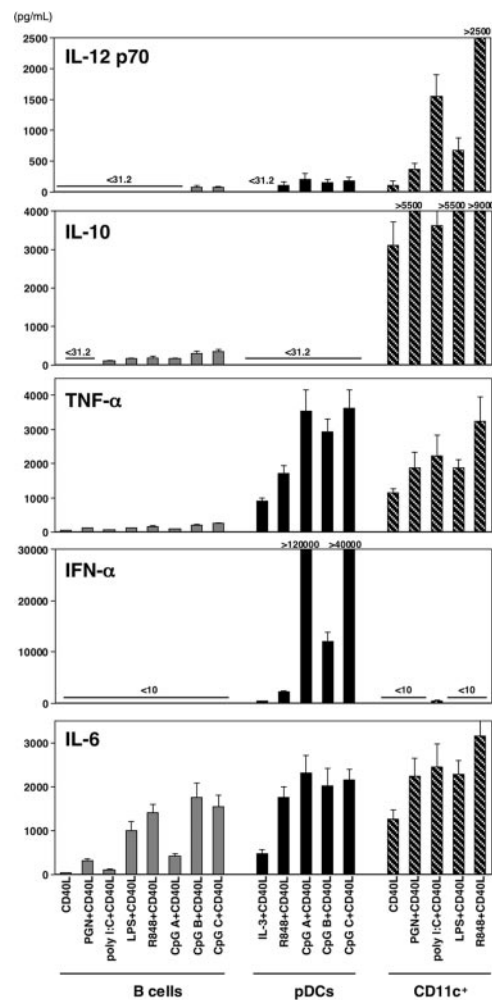 (pg/mL)
IL-12 p70
2500
2000
1500
1000
500
0
<31.2
<31.2
>2500
IL-10
4000
3000
2000
1000
0
<31.2
<31.2
>5500
>5500
>9000
TNF-α
4000
3000
2000
1000
0
IFN-α
30000
20000
10000
0
<10
>120000
>40000
<10
<10
IL-6
3000
2000
1000
0
CD40L
PGN+CD40L
poly I:C+CD40L
LPS+CD40L
R848+CD40L
CpG A+CD40L
CpG B+CD40L
CpG C+CD40L
IL-3+CD40L
R848+CD40L
CpG A+CD40L
CpG B+CD40L
CpG C+CD40L
CD40L
PGN+CD40L
poly I:C+CD40L
LPS+CD40L
R848+CD40L
B cells
pDCs
CD11c+